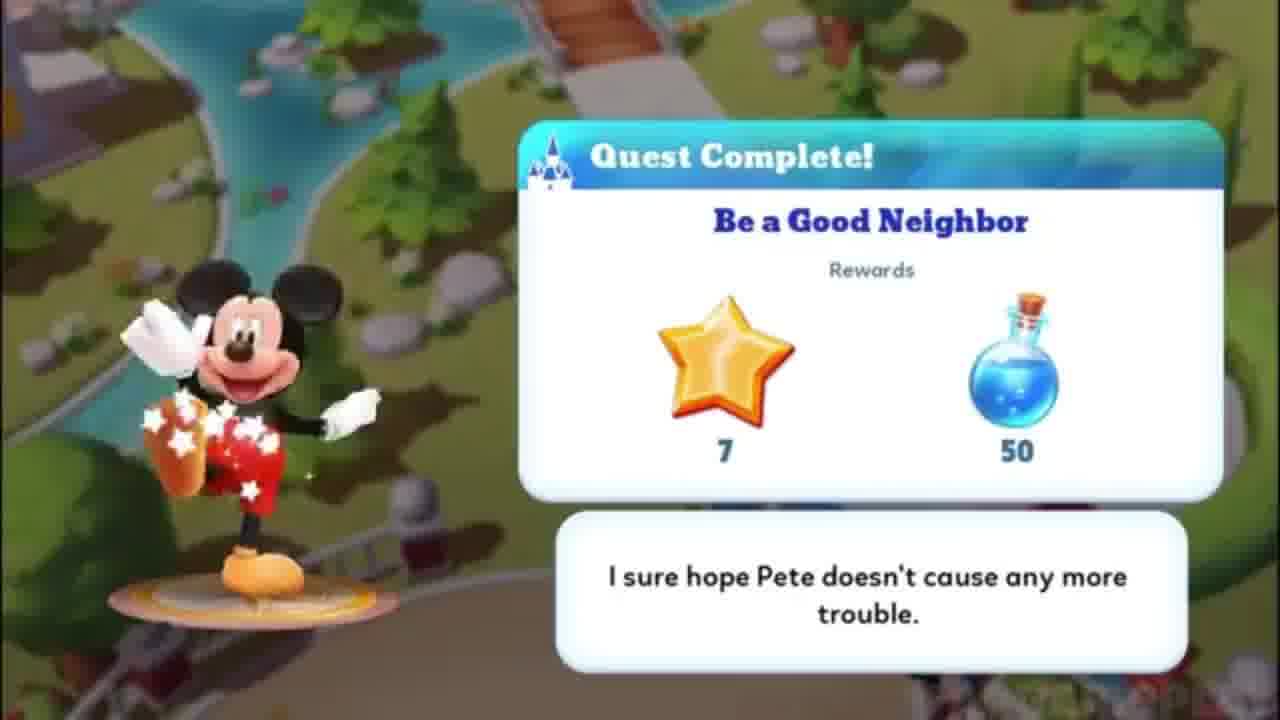 Quest Complete!
Be a Good Neighbor
Rewards
7
50
I sure hope Pete doesn't cause any more
trouble.